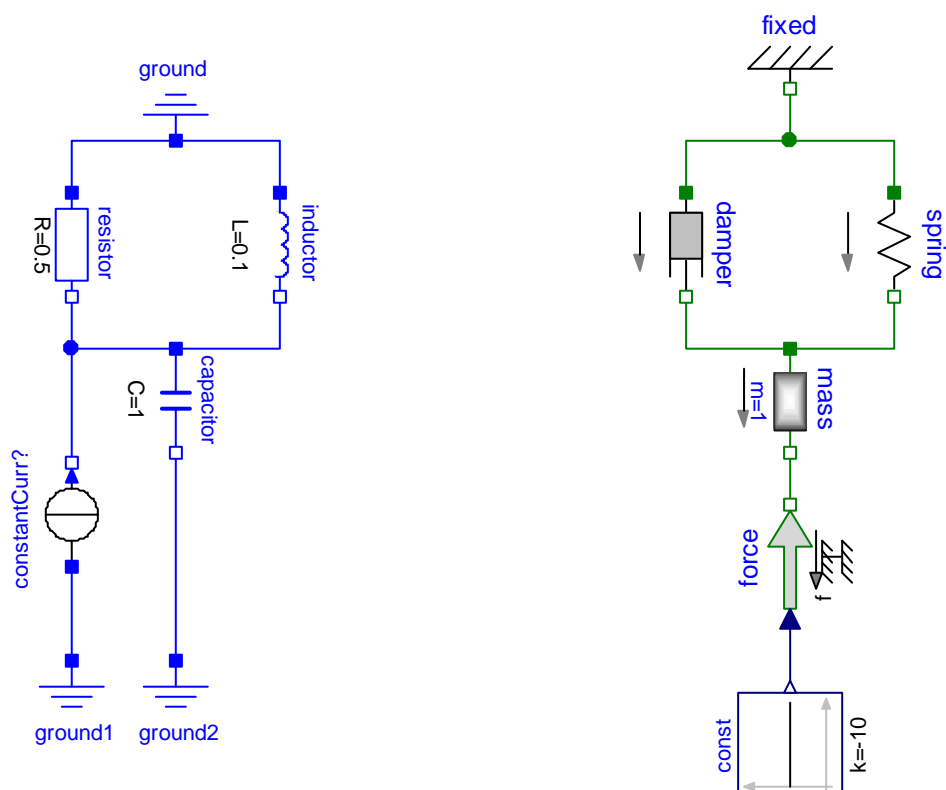 ground
resistor
R=0.5
inductor
L=0.1
capacitor
C=1
constantCurr?
ground1
ground2
fixed
damper
spring
mass
m=1
force
f
const
k=-10